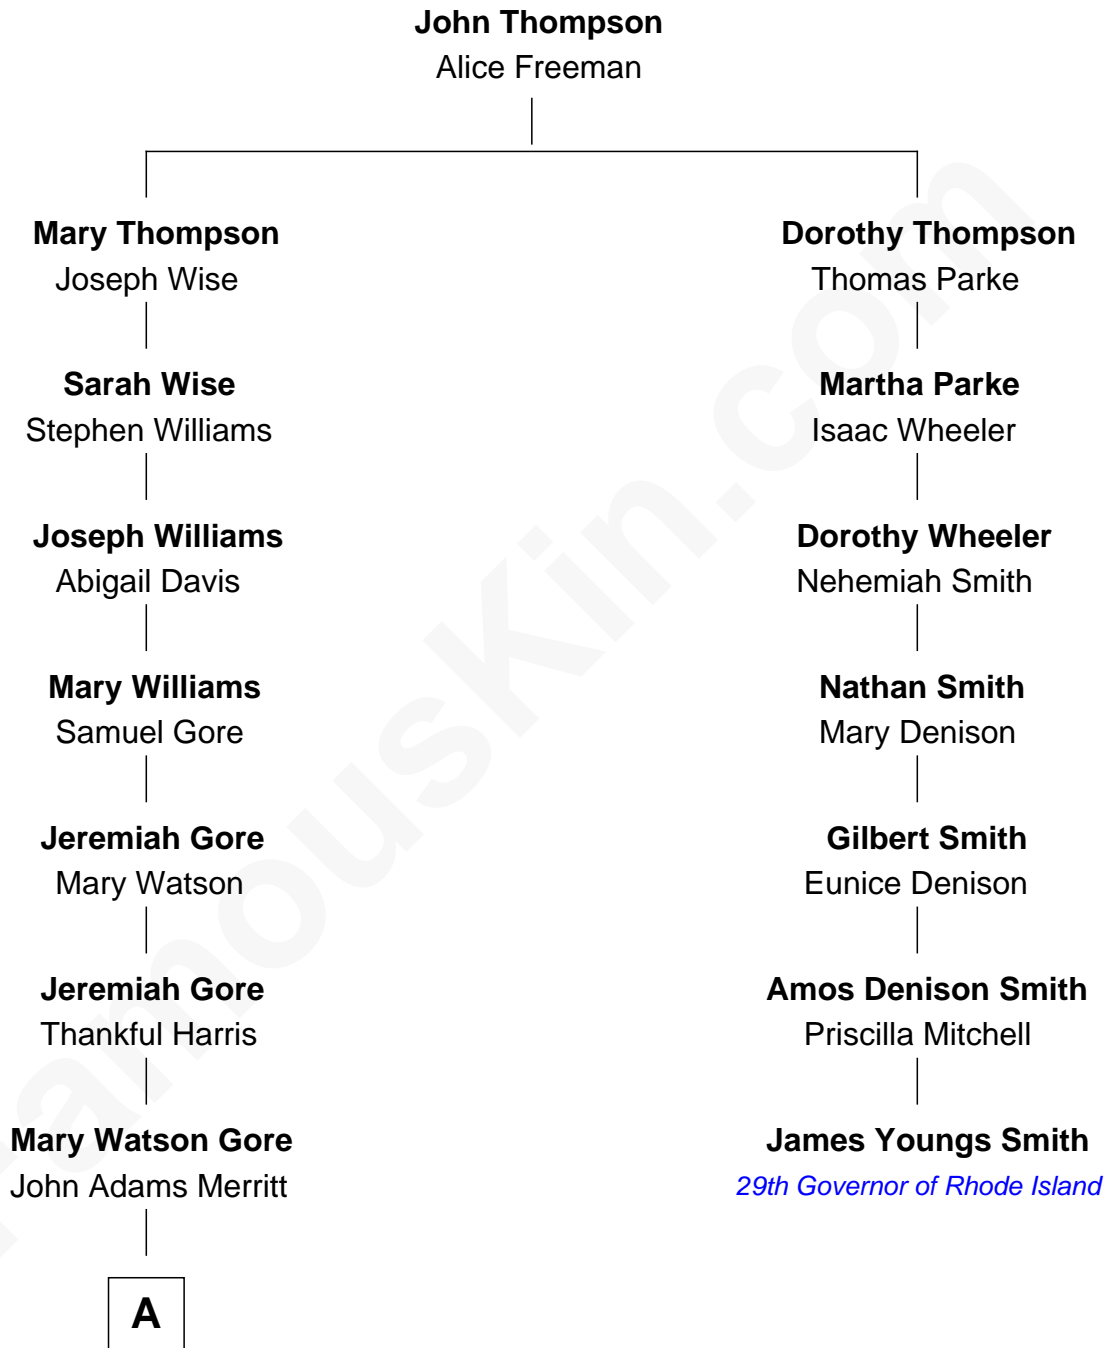 John Thompson
Alice Freeman
Mary Thompson
Joseph Wise
Dorothy Thompson
Thomas Parke
Sarah Wise
Stephen Williams
Martha Parke
Isaac Wheeler
Joseph Williams
Abigail Davis
Dorothy Wheeler
Nehemiah Smith
Mary Williams
Samuel Gore
Nathan Smith
Mary Denison
Jeremiah Gore
Mary Watson
Gilbert Smith
Eunice Denison
Jeremiah Gore
Thankful Harris
Amos Denison Smith
Priscilla Mitchell
Mary Watson Gore
John Adams Merritt
James Youngs Smith
29th Governor of Rhode Island
A
FamousKin.com